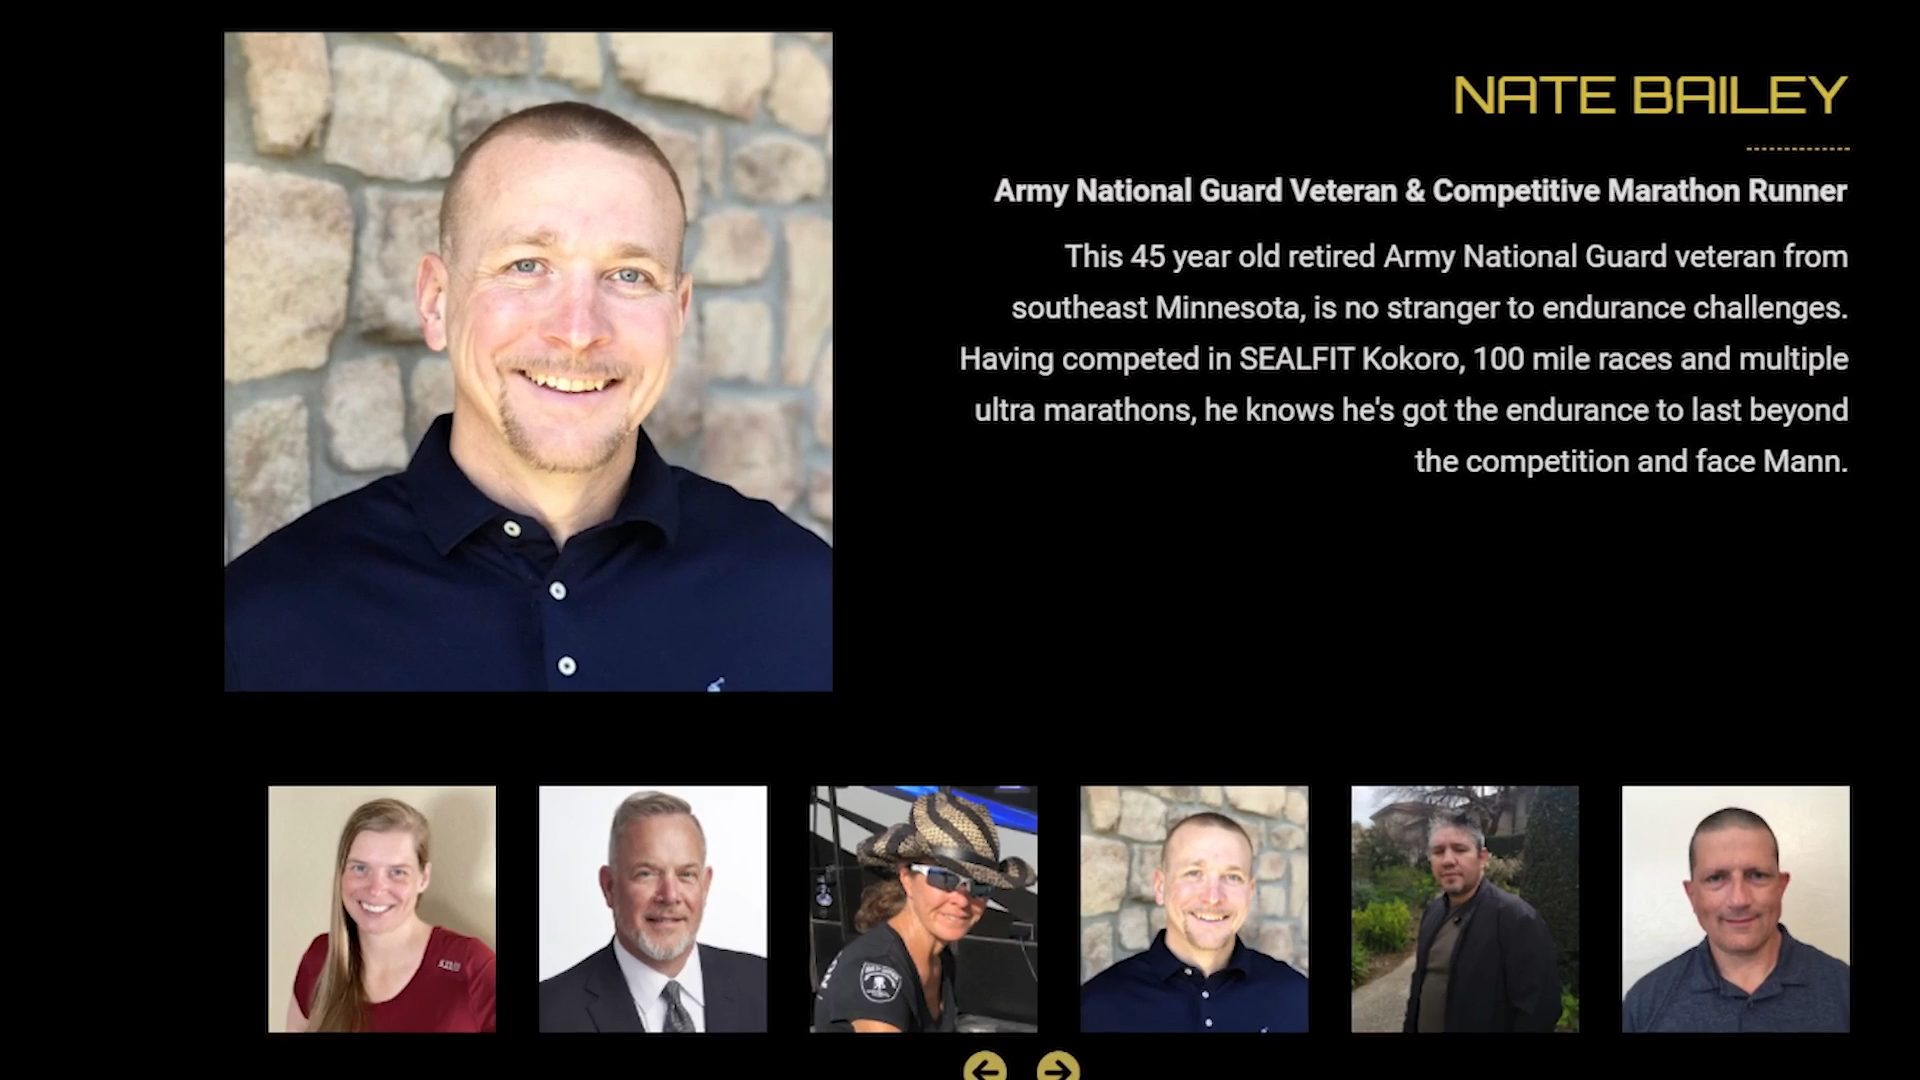 NATE BAILEY
Army National Guard Veteran & Competitive Marathon Runner
This 45 year old retired Army National Guard veteran from
southeast Minnesota, is no stranger to endurance challenges.
Having competed in SEALFIT Kokoro, 100 mile races and multiple
ultra marathons, he knows he's got the endurance to last beyond
the competition and face Mann.